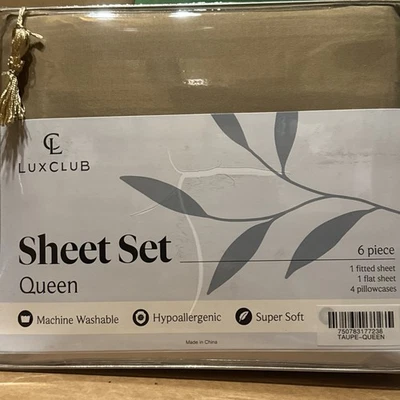 CL
LUXCLUB
Sheet Set
Queen
6 piece
1 fitted sheet
1 flat sheet
4 pillowcases
Machine Washable
Hypoallergenic
Super Soft
750783177238
TAUPE-QUEEN
Made in China